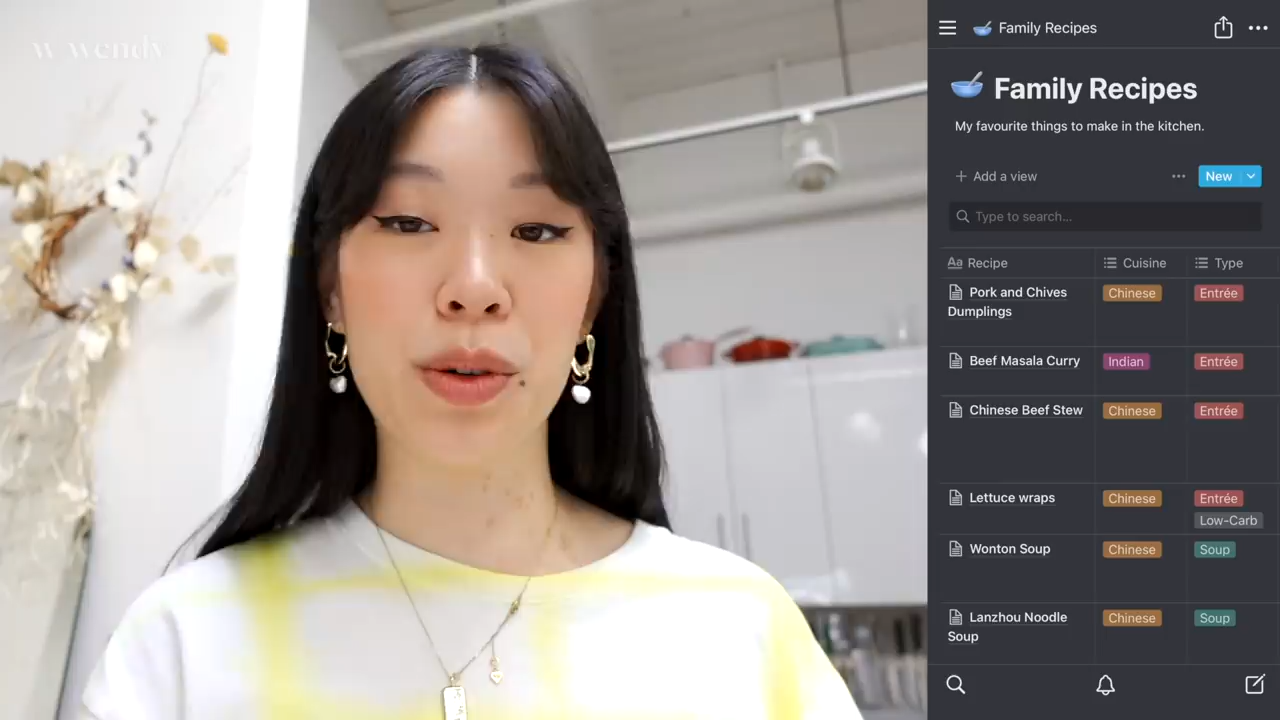 w wendy
Family Recipes
Family Recipes
My favourite things to make in the kitchen.
+ Add a view
New
Type to search...
Aa Recipe Cuisine Type
Pork and Chives Dumplings Chinese Entrée
Beef Masala Curry Indian Entrée
Chinese Beef Stew Chinese Entrée
Lettuce wraps Chinese Entrée
Low-Carb
Wonton Soup Chinese Soup
Lanzhou Noodle Soup Chinese Soup